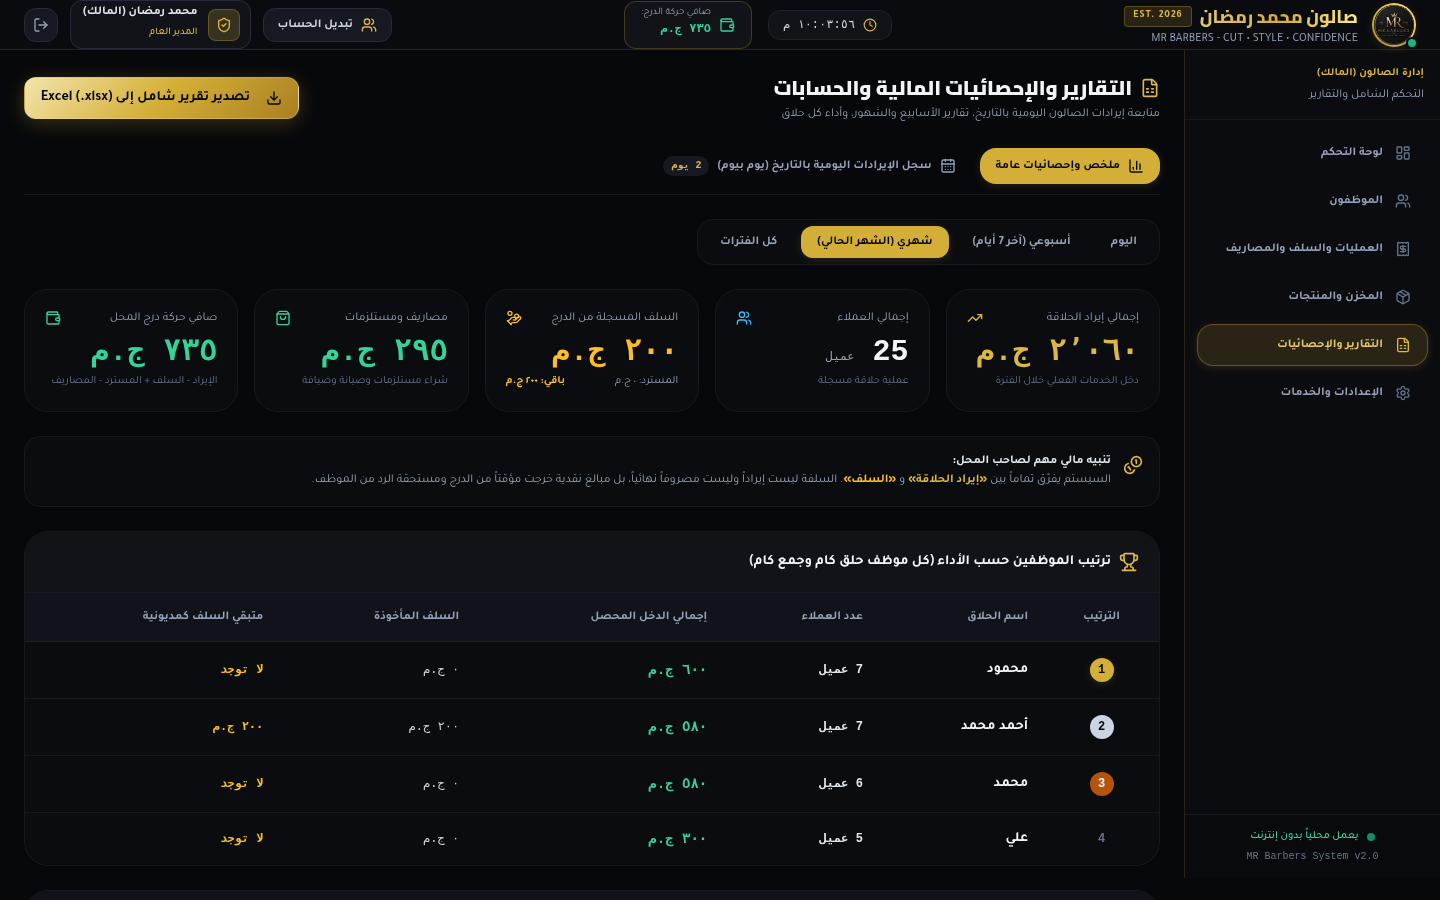 صالون محمد رمضان EST. 2026
MR BARBERS - CUT • STYLE • CONFIDENCE
١٠:٠٣:٥٦ م
صافي حركة الدرج:
٧٣٥ ج.م
تبديل الحساب
محمد رمضان (المالك)
المدير العام
إدارة الصالون (المالك)
التحكم الشامل والتقارير
لوحة التحكم
الموظفون
العمليات والسلف والمصاريف
المخزن والمنتجات
التقارير والإحصائيات
الإعدادات والخدمات
يعمل محلياً بدون إنترنت
MR Barbers System v2.0
التقارير والإحصائيات المالية والحسابات
متابعة إيرادات الصالون اليومية بالتاريخ، تقارير الأسابيع والشهور، وأداء كل حلاق
تصدير تقرير شامل إلى Excel (.xlsx)
ملخص وإحصائيات عامة
سجل الإيرادات اليومية بالتاريخ (يوم بيوم) 2 يوم
اليوم
أسبوعي (آخر 7 أيام)
شهري (الشهر الحالي)
كل الفترات
إجمالي إيراد الحلاقة
٢٬٠٦٠ ج.م
دخل الخدمات الفعلي خلال الفترة
إجمالي العملاء
25 عميل
عملية حلاقة مسجلة
السلف المسجلة من الدرج
٢٠٠ ج.م
المسترد: ٠ ج.م باقي: ٢٠٠ ج.م
مصاريف ومستلزمات
٢٩٥ ج.م
شراء مستلزمات وصيانة وضيافة
صافي حركة درج المحل
٧٣٥ ج.م
الإيراد - السلف + المسترد - المصاريف
تنبيه مالي مهم لصاحب المحل:
السيستم يفرّق تماماً بين «إيراد الحلاقة» و «السلف». السلفة ليست إيراداً وليست مصروفاً نهائياً، بل مبالغ نقدية خرجت مؤقتاً من الدرج ومستحقة الرد من الموظف.
ترتيب الموظفين حسب الأداء (كل موظف حلق كام وجمع كام)
الترتيب اسم الحلاق عدد العملاء إجمالي الدخل المحصل السلف المأخوذة متبقي السلف كمديونية
1 محمود 7 عميل ٦٠٠ ج.م ٠ ج.م لا توجد
2 أحمد محمد 7 عميل ٥٨٠ ج.م ٢٠٠ ج.م ٢٠٠ ج.م
3 محمد 6 عميل ٥٨٠ ج.م ٠ ج.م لا توجد
4 علي 5 عميل ٣٠٠ ج.م ٠ ج.م لا توجد